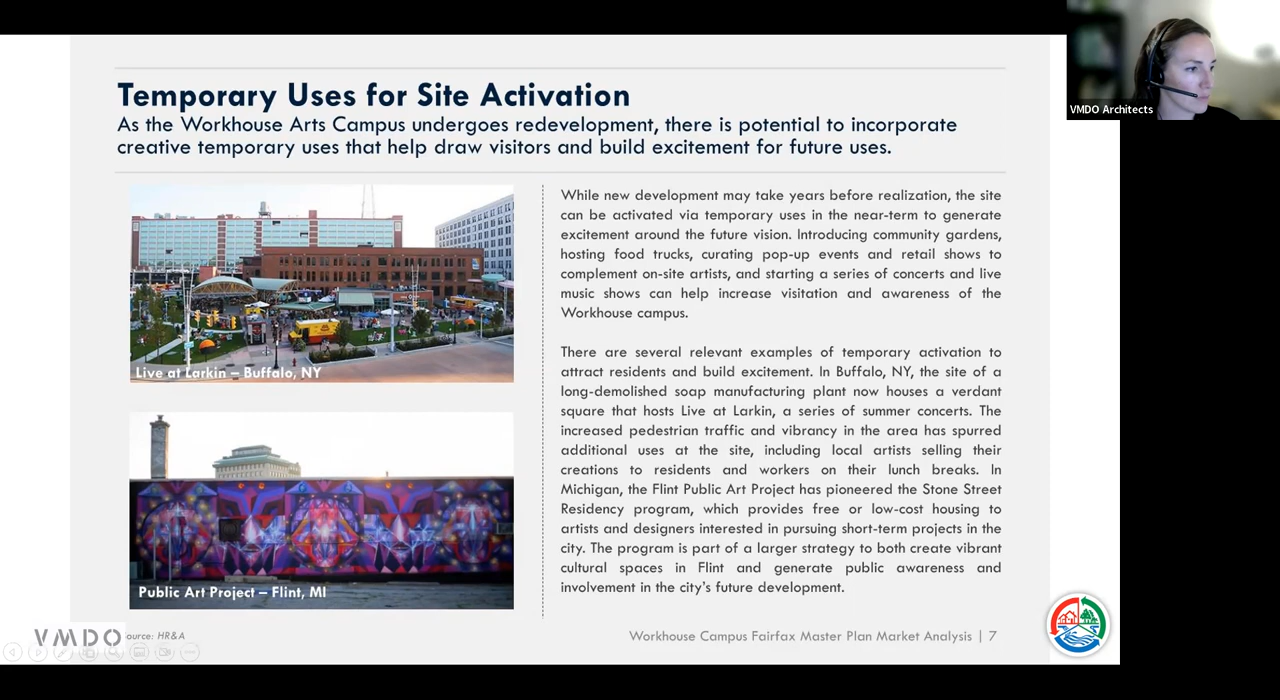 Temporary Uses for Site Activation
As the Workhouse Arts Campus undergoes redevelopment, there is potential to incorporate
creative temporary uses that help draw visitors and build excitement for future uses.
Live at Larkin – Buffalo, NY
Public Art Project – Flint, MI
While new development may take years before realization, the site
can be activated via temporary uses in the near-term to generate
excitement around the future vision. Introducing community gardens,
hosting food trucks, curating pop-up events and retail shows to
complement on-site artists, and starting a series of concerts and live
music shows can help increase visitation and awareness of the
Workhouse campus.
There are several relevant examples of temporary activation to
attract residents and build excitement. In Buffalo, NY, the site of a
long-demolished soap manufacturing plant now houses a verdant
square that hosts Live at Larkin, a series of summer concerts. The
increased pedestrian traffic and vibrancy in the area has spurred
additional uses at the site, including local artists selling their
creations to residents and workers on their lunch breaks. In
Michigan, the Flint Public Art Project has pioneered the Stone Street
Residency program, which provides free or low-cost housing to
artists and designers interested in pursuing short-term projects in the
city. The program is part of a larger strategy to both create vibrant
cultural spaces in Flint and generate public awareness and
involvement in the city's future development.
VMDO
ource: HR&A
Workhouse Campus Fairfax Master Plan Market Analysis | 7
VMDO Architects